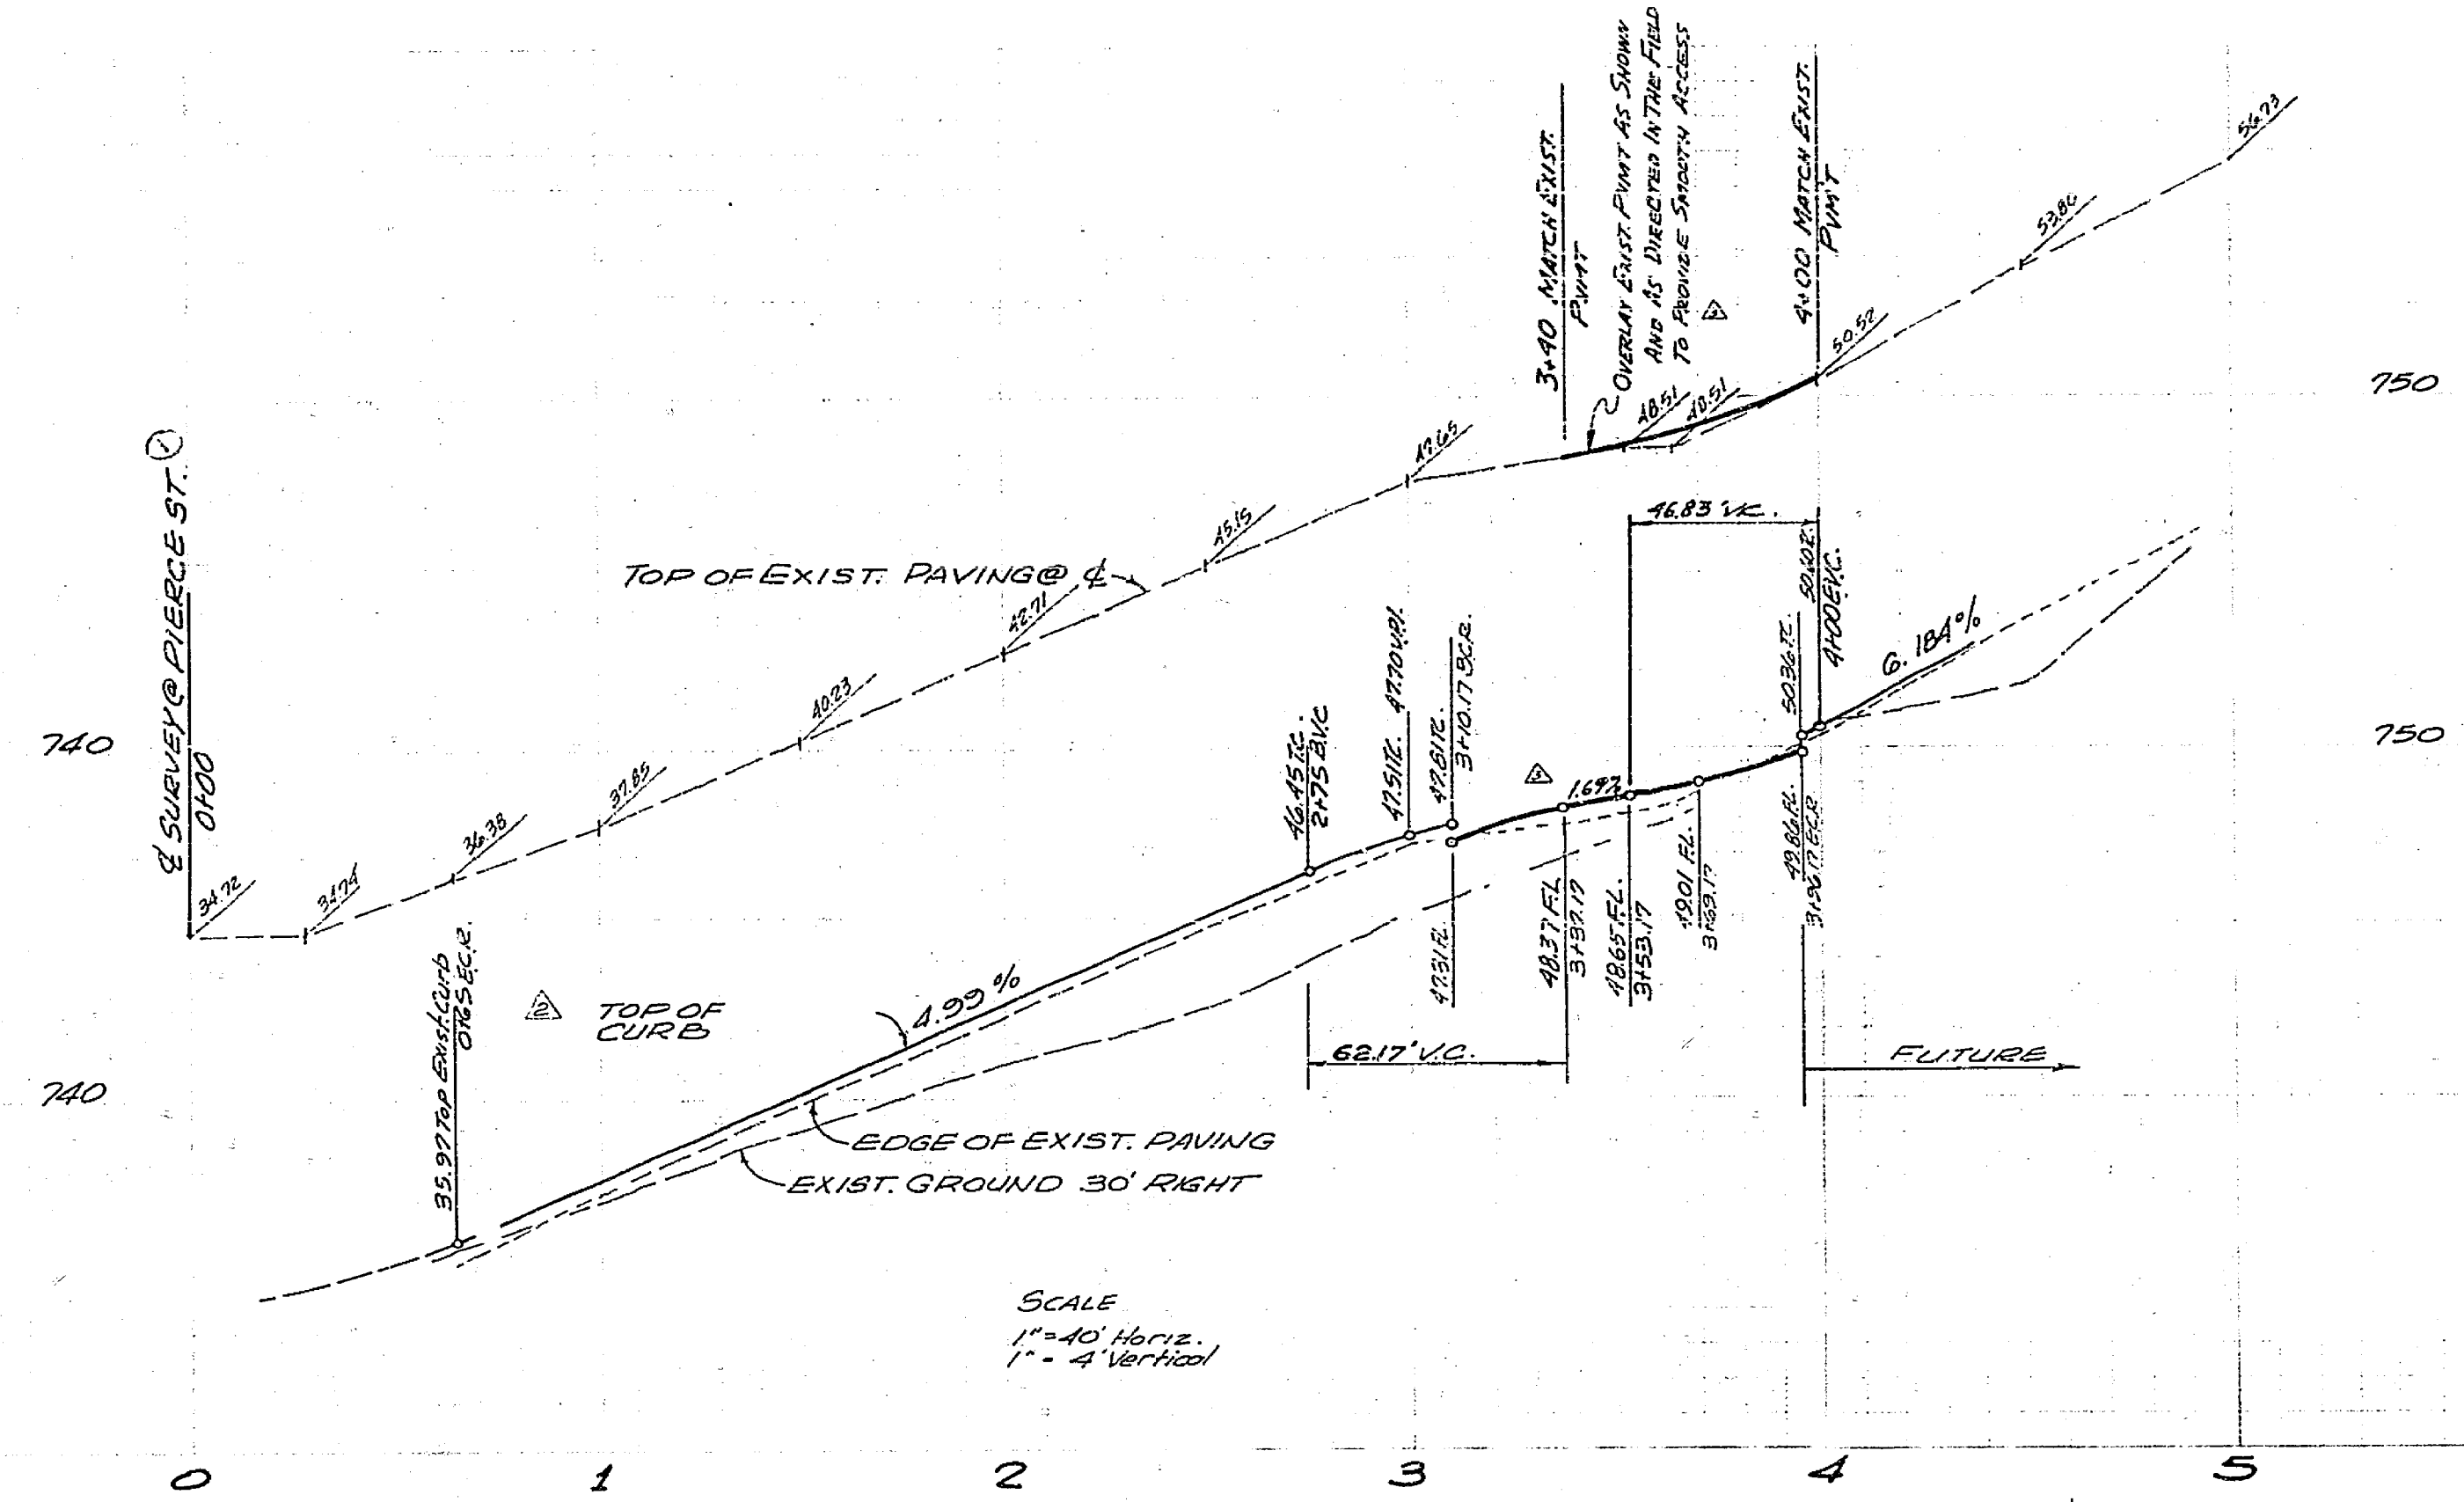 OVERLAY EXIST. PVMT AS SHOWN
AND AS DIRECTED IN THE FIELD
TO PROVIDE SMOOTH ACCESS
3+40 MATCH EXIST.
PVMT
4+00 MATCH EXIST.
PVMT
56.73
53.80
50.52
48.51
48.51
47.65
45.15
42.71
40.23
37.85
36.38
34.74
34.72
750
740
750
740
℄ SURVEY @ PIERCE ST. 1
0+00
TOP OF EXIST. PAVING @ ℄
46.83' V.C.
4+00 E.V.C.
50.36 T.C.
6.184%
47.70 V.P.I.
47.51 T.C.
47.81 T.C.
3+10.17 B.C.R.
46.45 T.C.
2+75 B.V.C
1.69%
47.31 FL.
48.37 F.L.
3+37.17
48.65 F.L.
3+53.17
49.01 F.L.
3+69.17
49.86 FL.
3+96.17 E.C.R
35.97 TOP EXIST. CURB
0+65 E.C.R.
2
TOP OF
CURB
4.99 %
62.17' V.C.
FUTURE
EDGE OF EXIST. PAVING
EXIST. GROUND 30' RIGHT
SCALE
1"=40' Horiz.
1" = 4' Vertical
0 1 2 3 4 5